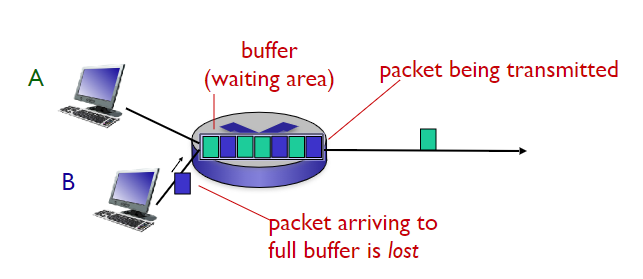 buffer
(waiting area)
packet being transmitted
A
B
packet arriving to
full buffer is lost